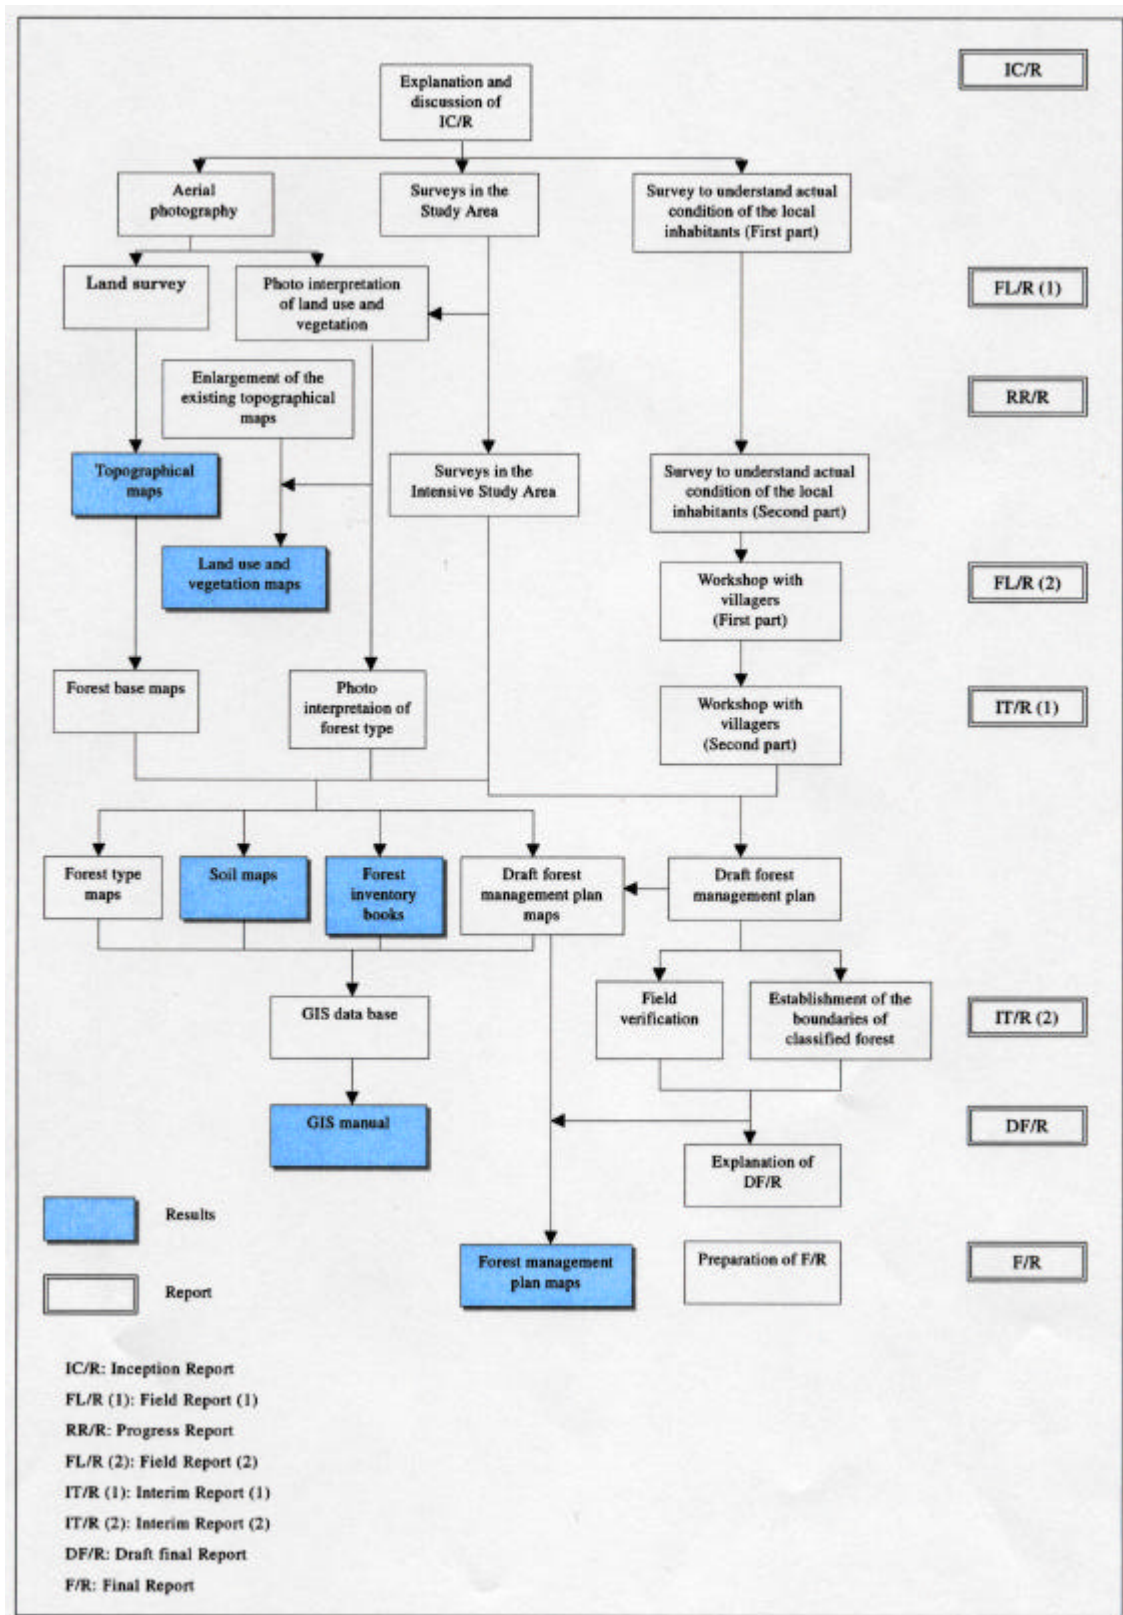 IC/R
Explanation and
discussion of
IC/R
Aerial
photography
Surveys in the
Study Area
Survey to understand actual
condition of the local
inhabitants (First part)
Land survey
Photo interpretation
of land use and
vegetation
FL/R (1)
Enlargement of the
existing topographical
maps
RR/R
Topographical
maps
Surveys in the
Intensive Study Area
Survey to understand actual
condition of the local
inhabitants (Second part)
Land use and
vegetation maps
Workshop with
villagers
(First part)
FL/R (2)
Forest base maps
Photo
interpretaion of
forest type
Workshop with
villagers
(Second part)
IT/R (1)
Forest type
maps
Soil maps
Forest
inventory
books
Draft forest
management plan
maps
Draft forest
management plan
GIS data base
Field
verification
Establishment of the
boundaries of
classified forest
IT/R (2)
GIS manual
DF/R
Explanation of
DF/R
Results
Forest management
plan maps
Preparation of F/R
F/R
Report
IC/R: Inception Report
FL/R (1): Field Report (1)
RR/R: Progress Report
FL/R (2): Field Report (2)
IT/R (1): Interim Report (1)
IT/R (2): Interim Report (2)
DF/R: Draft final Report
F/R: Final Report